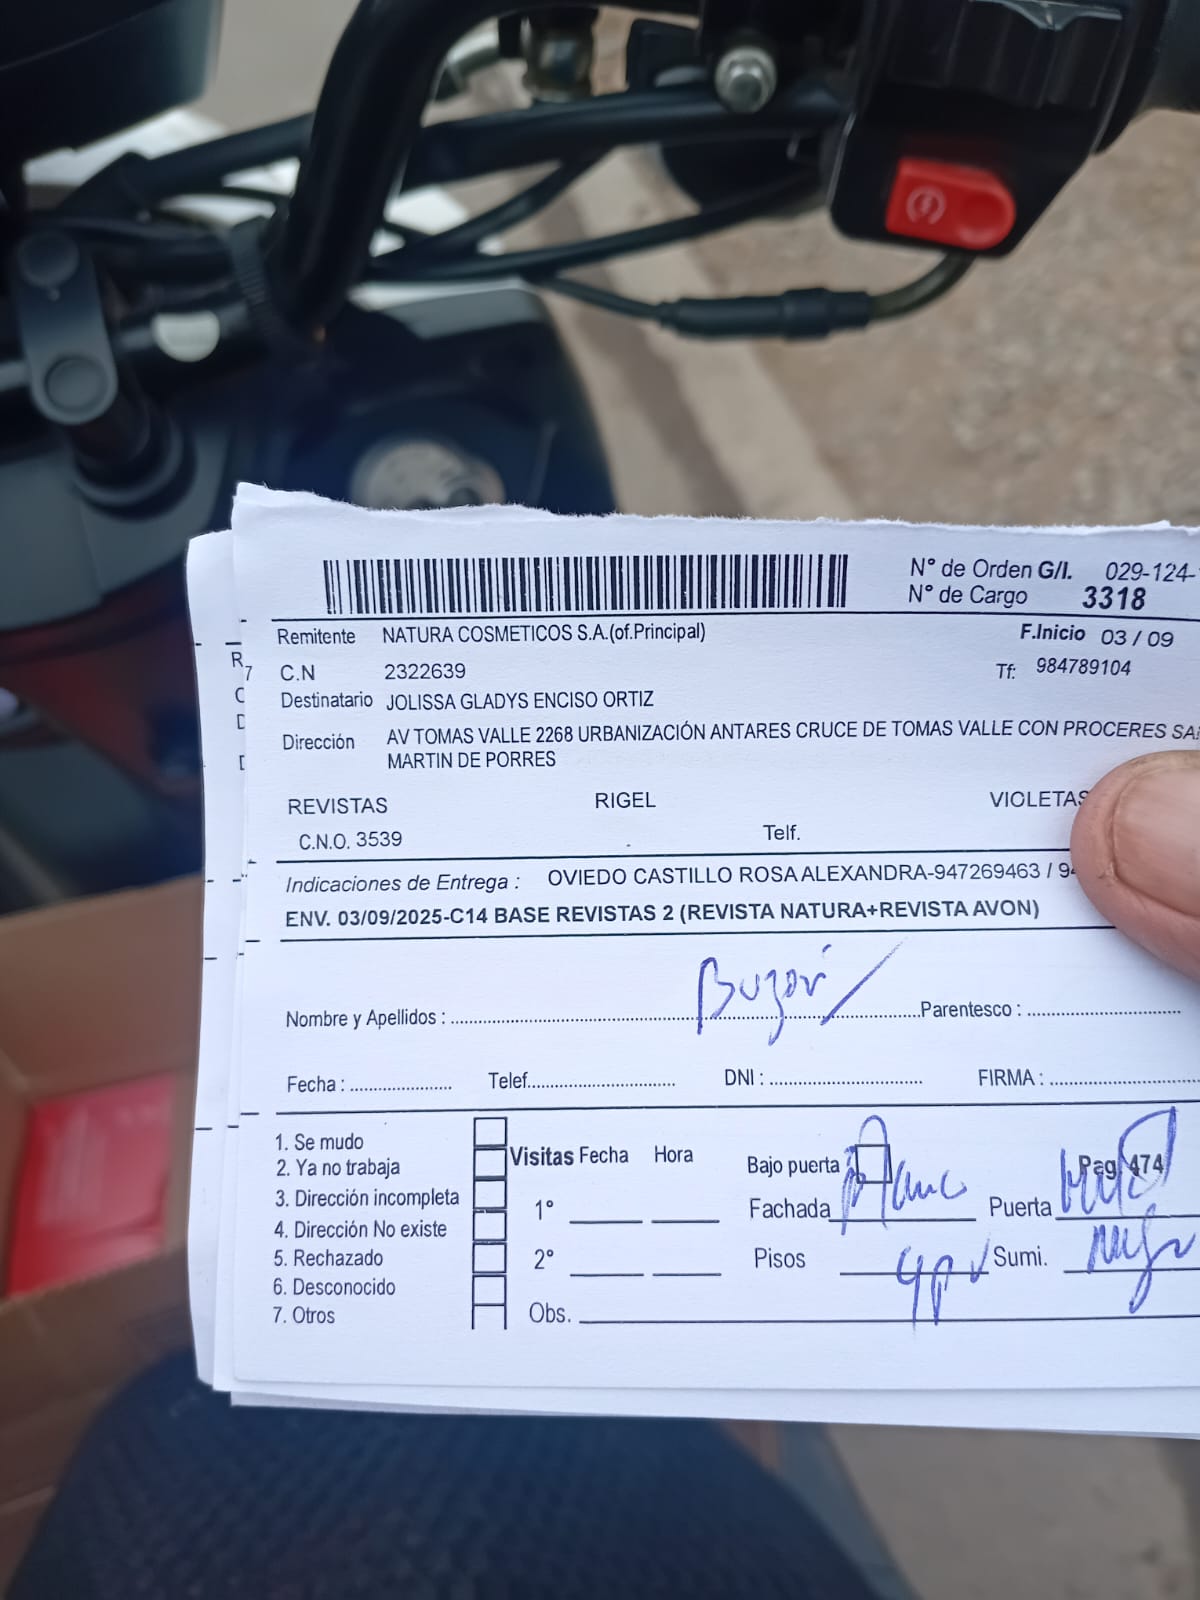 N° de Orden G/I. 029-124-
N° de Cargo 3318
Remitente NATURA COSMETICOS S.A.(of.Principal) F.Inicio 03 / 09
C.N 2322639 Tf: 984789104
Destinatario JOLISSA GLADYS ENCISO ORTIZ
Dirección AV TOMAS VALLE 2268 URBANIZACIÓN ANTARES CRUCE DE TOMAS VALLE CON PROCERES SA
MARTIN DE PORRES
REVISTAS RIGEL VIOLETAS
C.N.O. 3539 Telf.
Indicaciones de Entrega : OVIEDO CASTILLO ROSA ALEXANDRA-947269463 / 9
ENV. 03/09/2025-C14 BASE REVISTAS 2 (REVISTA NATURA+REVISTA AVON)
Buzon
Nombre y Apellidos : Parentesco :
Fecha : Telef. DNI : FIRMA :
1. Se mudo
2. Ya no trabaja
3. Dirección incompleta
4. Dirección No existe
5. Rechazado
6. Desconocido
7. Otros
Visitas Fecha Hora
1°
2°
Obs.
Bajo puerta Pag 474
Fachada Puerta
Pisos 4p Sumi.